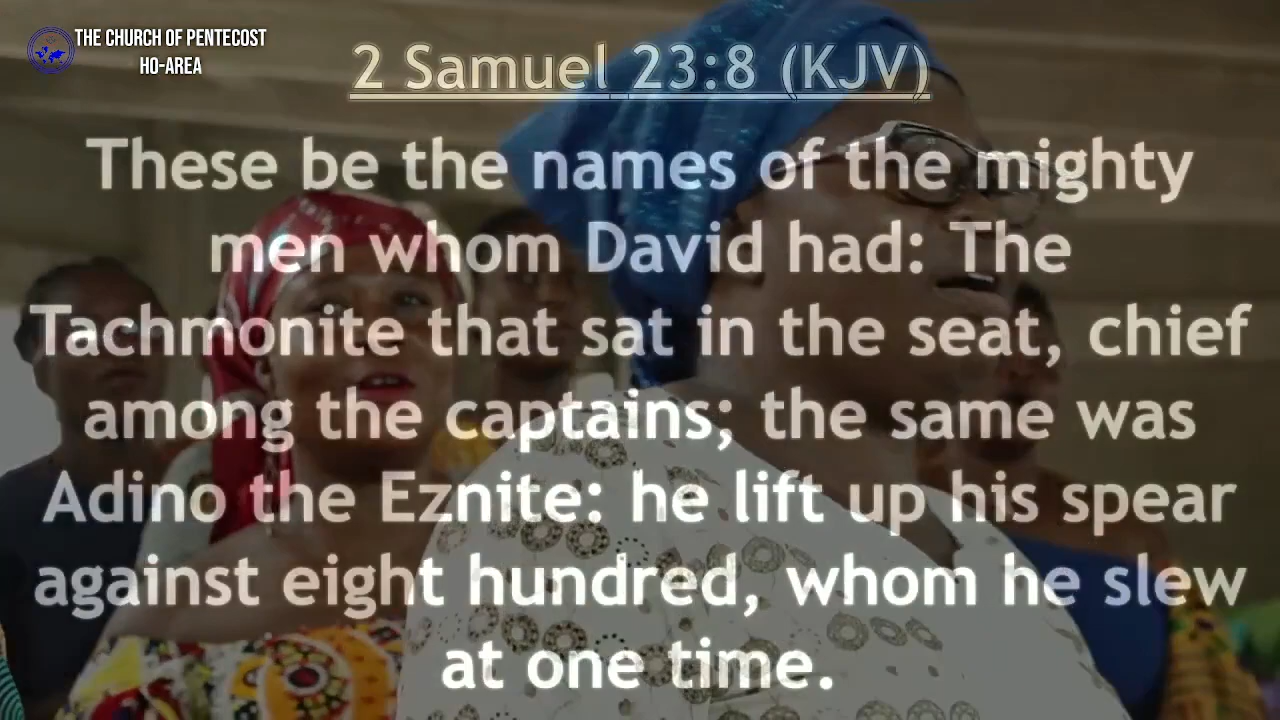 THE CHURCH OF PENTECOST
HO-AREA
2 Samuel 23:8 (KJV)
These be the names of the mighty
men whom David had: The
Tachmonite that sat in the seat, chief
among the captains; the same was
Adino the Eznite: he lift up his spear
against eight hundred, whom he slew
at one time.